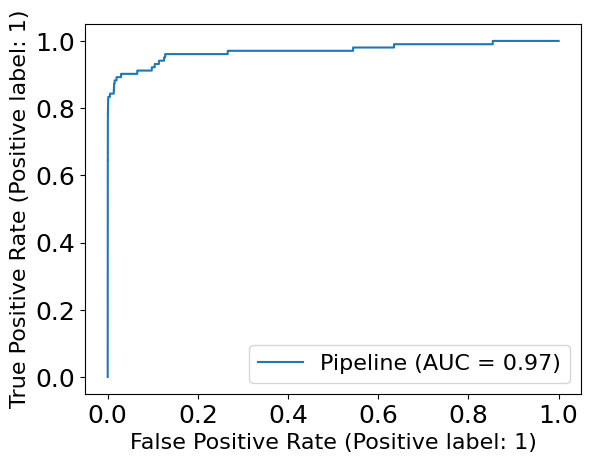 True Positive Rate (Positive label: 1)
1.0
0.8
0.6
0.4
0.2
0.0
Pipeline (AUC = 0.97)
0.0 0.2 0.4 0.6 0.8 1.0
False Positive Rate (Positive label: 1)